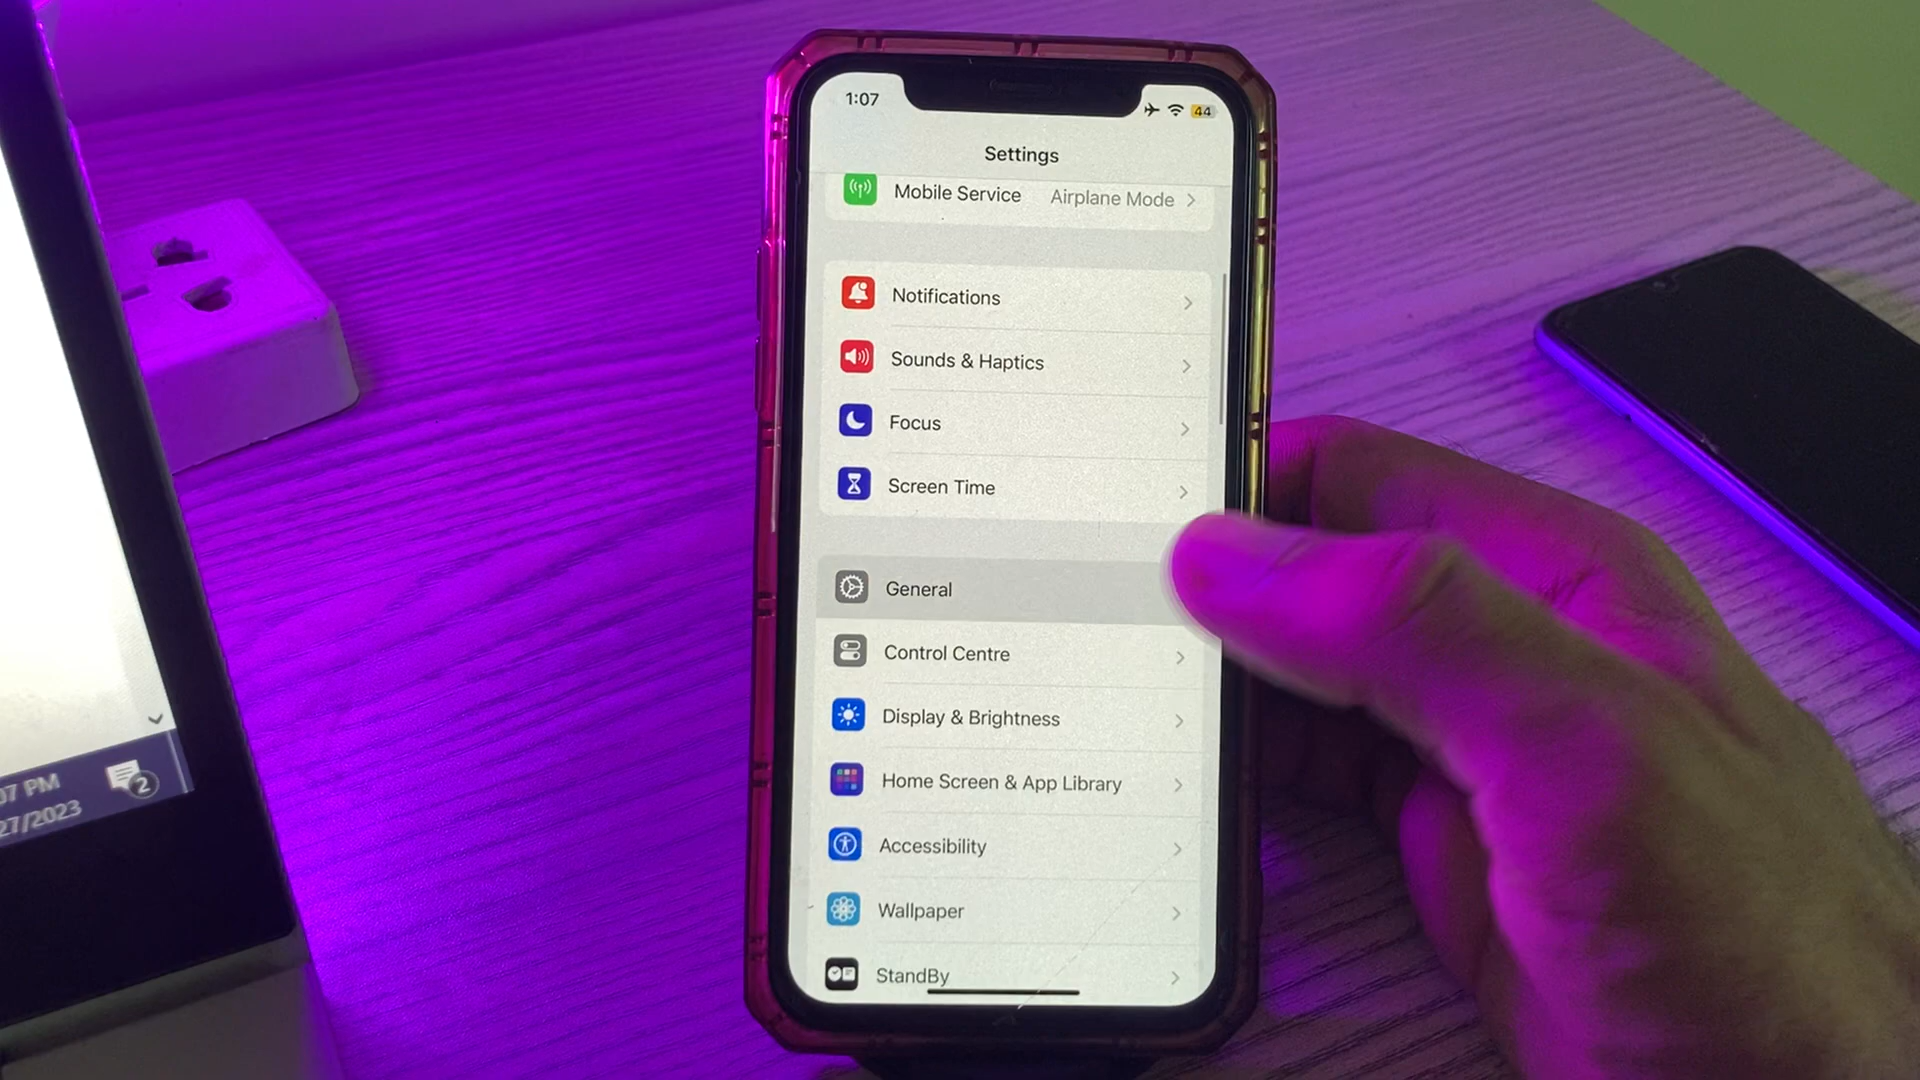 1:07
44
Settings
Mobile Service Airplane Mode
Notifications
Sounds & Haptics
Focus
Screen Time
General
Control Centre
Display & Brightness
Home Screen & App Library
Accessibility
Wallpaper
StandBy
07 PM
27/2023
2